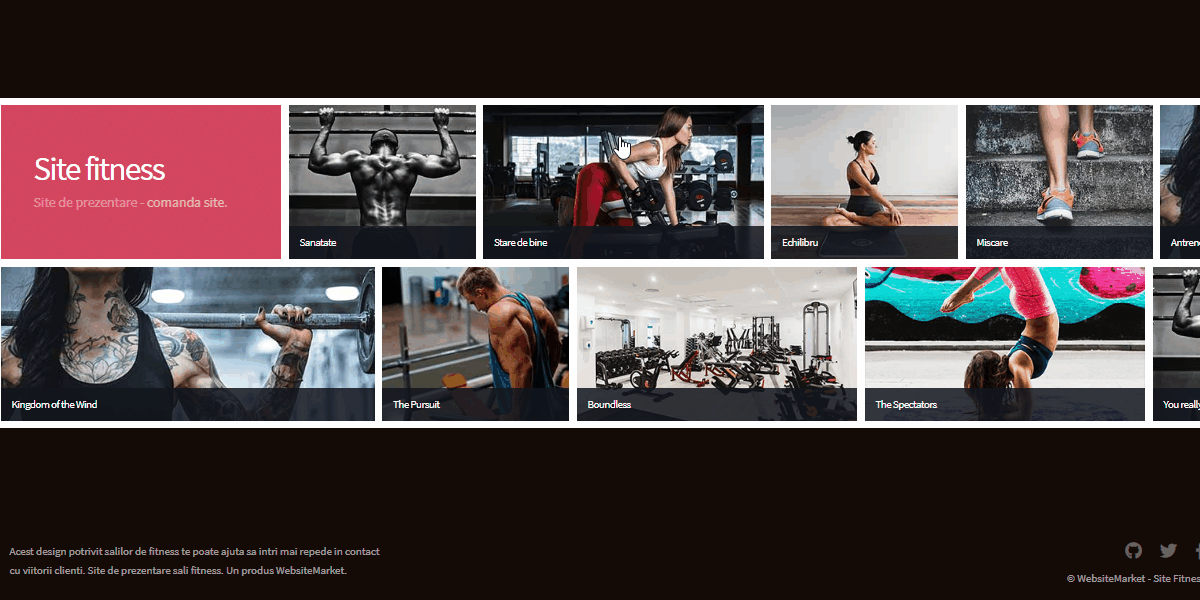 Site fitness
Site de prezentare - comanda site.
Sanatate
Stare de bine
Echilibru
Miscare
Kingdom of the Wind
The Pursuit
Boundless
The Spectators
You really
Acest design potrivit salilor de fitness te poate ajuta sa intri mai repede in contact
cu viitorii clienti. Site de prezentare sali fitness. Un produs WebsiteMarket.
© WebsiteMarket - Site Fitness